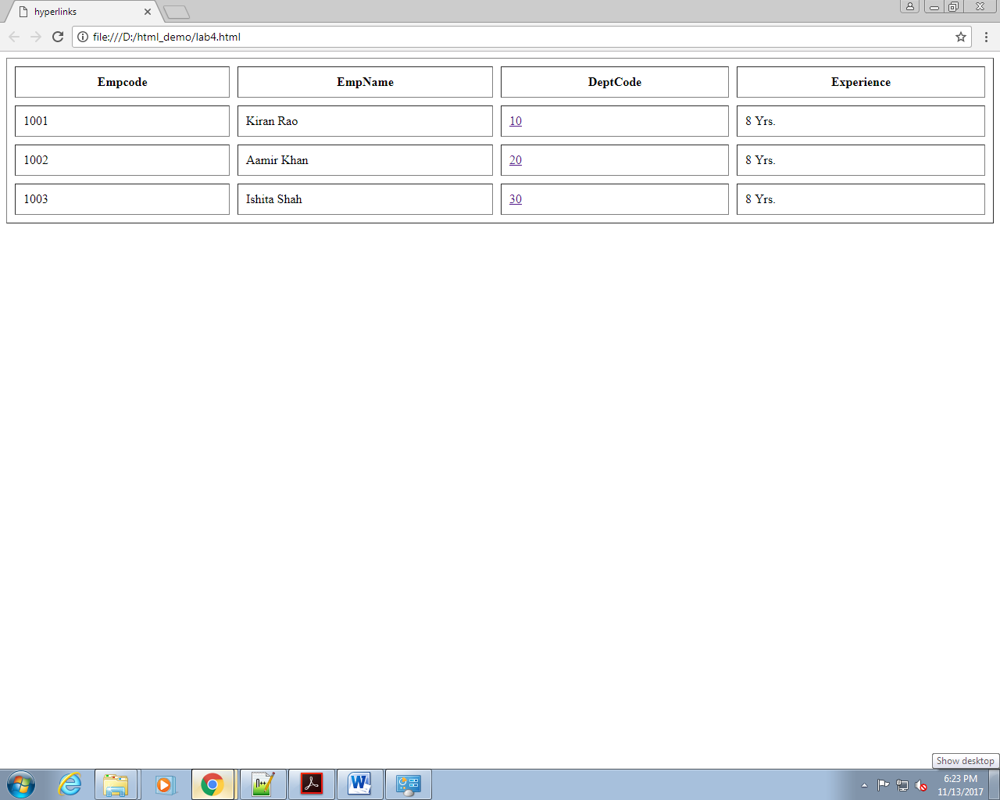 hyperlinks
file:///D:/html_demo/lab4.html
Empcode EmpName DeptCode Experience
1001 Kiran Rao 10 8 Yrs.
1002 Aamir Khan 20 8 Yrs.
1003 Ishita Shah 30 8 Yrs.
Show desktop
N++
W
6:23 PM
11/13/2017